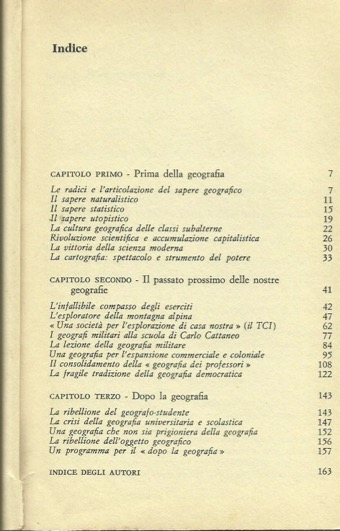 Indice
CAPITOLO PRIMO - Prima della geografia 7
Le radici e l'articolazione del sapere geografico 7
Il sapere naturalistico 11
Il sapere statistico 15
Il sapere utopistico 19
La cultura geografica delle classi subalterne 22
Rivoluzione scientifica e accumulazione capitalistica 26
La vittoria della scienza moderna 30
La cartografia: spettacolo e strumento del potere 33
CAPITOLO SECONDO - Il passato prossimo delle nostre
geografie 41
L'infallibile compasso degli eserciti 42
L'esploratore della montagna alpina 47
« Una società per l'esplorazione di casa nostra » (il TCI) 62
I geografi militari alla scuola di Carlo Cattaneo 77
La lezione della geografia militare 84
Una geografia per l'espansione commerciale e coloniale 95
Il consolidamento della « geografia dei professori » 108
La fragile tradizione della geografia democratica 122
CAPITOLO TERZO - Dopo la geografia 143
La ribellione del geografo-studente 143
La crisi della geografia universitaria e scolastica 147
Una geografia che non sia prigioniera della geografia 152
La ribellione dell'oggetto geografico 156
Un programma per il « dopo la geografia » 157
INDICE DEGLI AUTORI 163